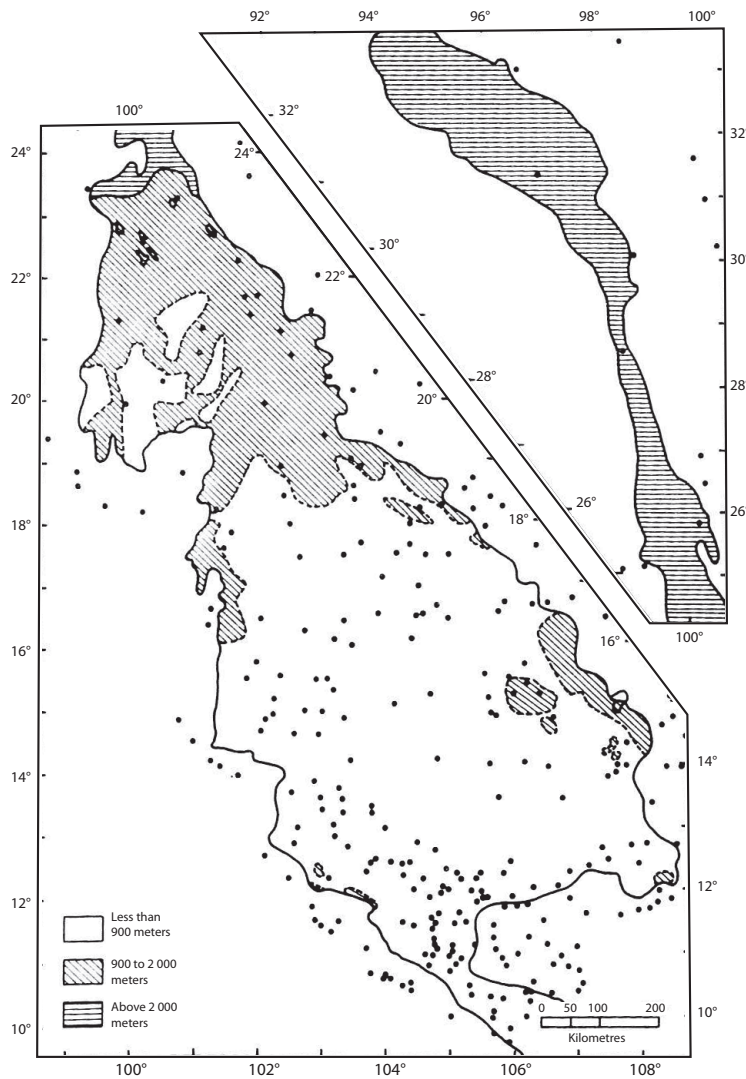 92° 94° 96° 98° 100°
100°
32°
24° 24°
32°
30°
22° 22°
30°
28°
20° 20°
28°
26°
18° 18°
26°
16° 16° 100°
14° 14°
12° 12°
Less than
900 meters
900 to 2 000
meters
Above 2 000
meters
10° 10°
0 50 100 200
Kilometres
100° 102° 104° 106° 108°